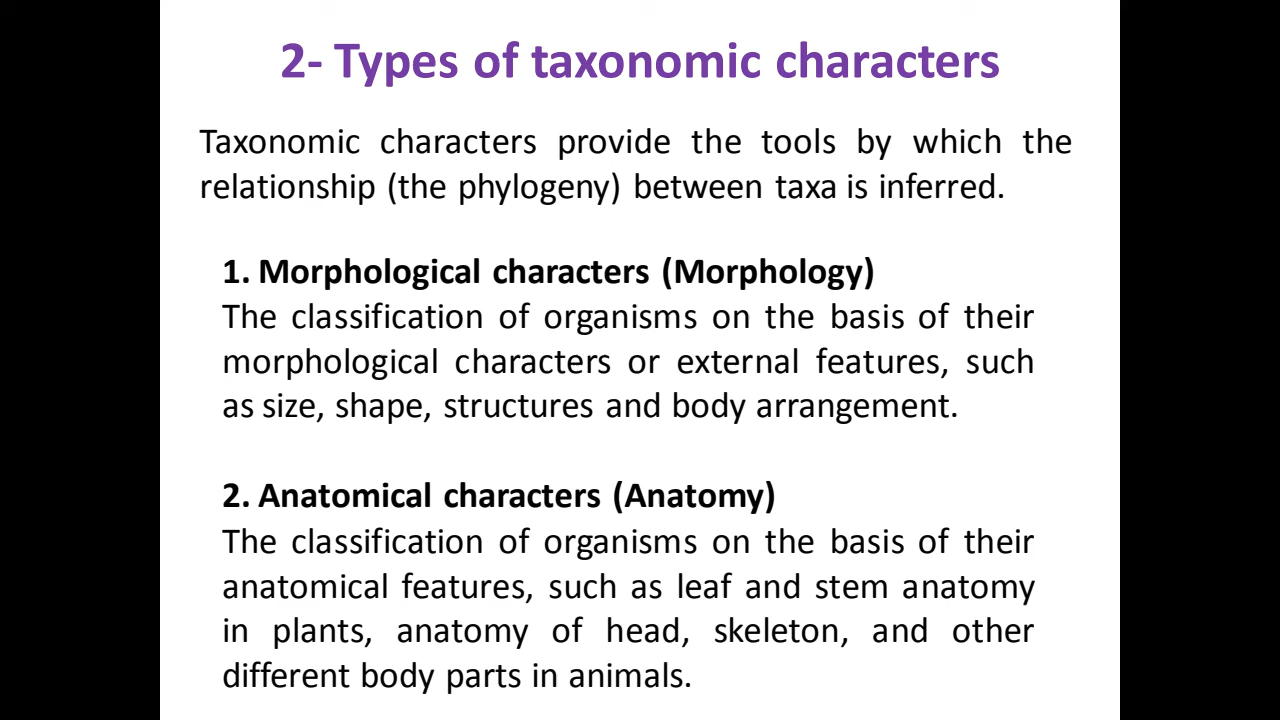 2- Types of taxonomic characters
Taxonomic characters provide the tools by which the
relationship (the phylogeny) between taxa is inferred.
1. Morphological characters (Morphology)
The classification of organisms on the basis of their
morphological characters or external features, such
as size, shape, structures and body arrangement.
2. Anatomical characters (Anatomy)
The classification of organisms on the basis of their
anatomical features, such as leaf and stem anatomy
in plants, anatomy of head, skeleton, and other
different body parts in animals.